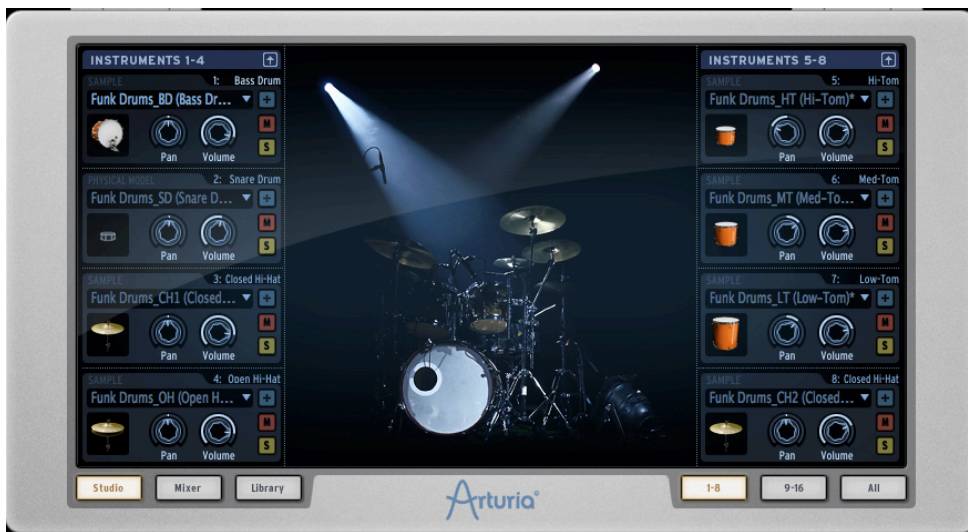 INSTRUMENTS 1-4
SAMPLE 1: Bass Drum
Funk Drums_BD (Bass Dr...
M
S
Pan Volume
PHYSICAL MODEL 2: Snare Drum
Funk Drums_SD (Snare D...
M
S
Pan Volume
SAMPLE 3: Closed Hi-Hat
Funk Drums_CH1 (Closed...
M
S
Pan Volume
SAMPLE 4: Open Hi-Hat
Funk Drums_OH (Open H...
M
S
Pan Volume
INSTRUMENTS 5-8
SAMPLE 5: Hi-Tom
Funk Drums_HT (Hi-Tom)*
M
S
Pan Volume
SAMPLE 6: Med-Tom
Funk Drums_MT (Med-To...
M
S
Pan Volume
SAMPLE 7: Low-Tom
Funk Drums_LT (Low-Tom)*
M
S
Pan Volume
SAMPLE 8: Closed Hi-Hat
Funk Drums_CH2 (Closed...
M
S
Pan Volume
Studio Mixer Library
Arturia®
1-8 9-16 All